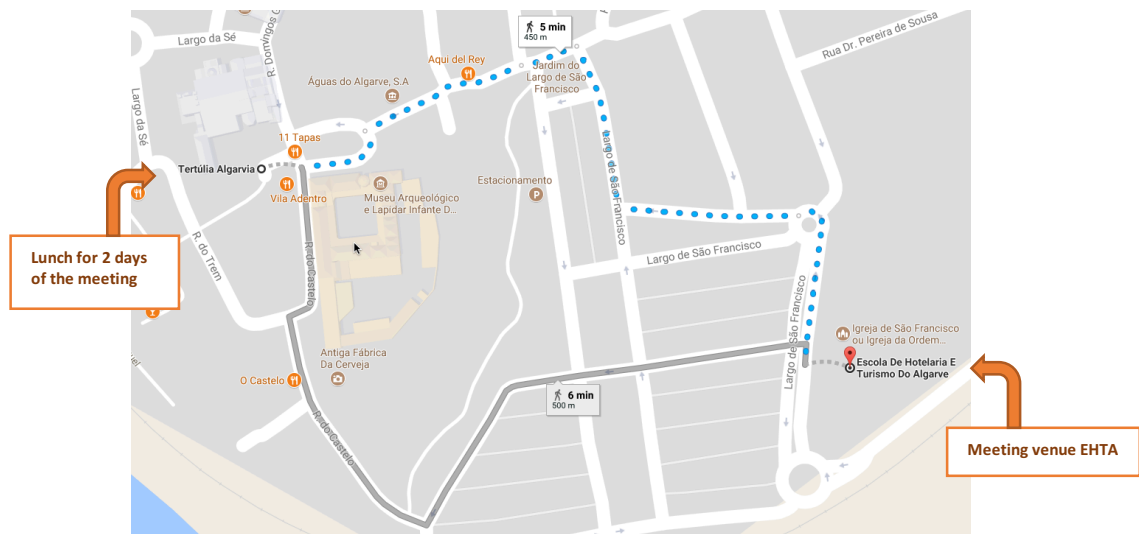 Largo da Sé
R. Domingos G
5 min
450 m
Rua Dr. Pereira de Sousa
Aqui del Rey
Jardim do
Largo de São
Francisco
Águas do Algarve, S.A
Largo da Sé
11 Tapas
Largo de São Francisco
Tertúlia Algarvia
Vila Adentro
Museu Arqueológico
e Lapidar Infante D...
Estacionamento
P
Lunch for 2 days
of the meeting
R. do Trem
R. do Castelo
Largo de São Francisco
Largo de São Francisco
Igreja de São Francisco
ou Igreja da Ordem...
Escola De Hotelaria E
Turismo Do Algarve
Antiga Fábrica
Da Cerveja
O Castelo
6 min
500 m
R. do Castelo
Meeting venue EHTA